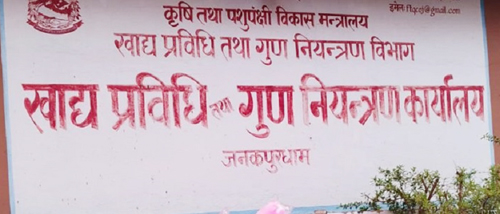 कृषि तथा पशुपंक्षी विकास मन्त्रालय
खाद्य प्रविधि तथा गुण नियन्त्रण विभाग
खाद्य प्रविधि तथा गुण नियन्त्रण कार्यालय
जनकपुरधाम